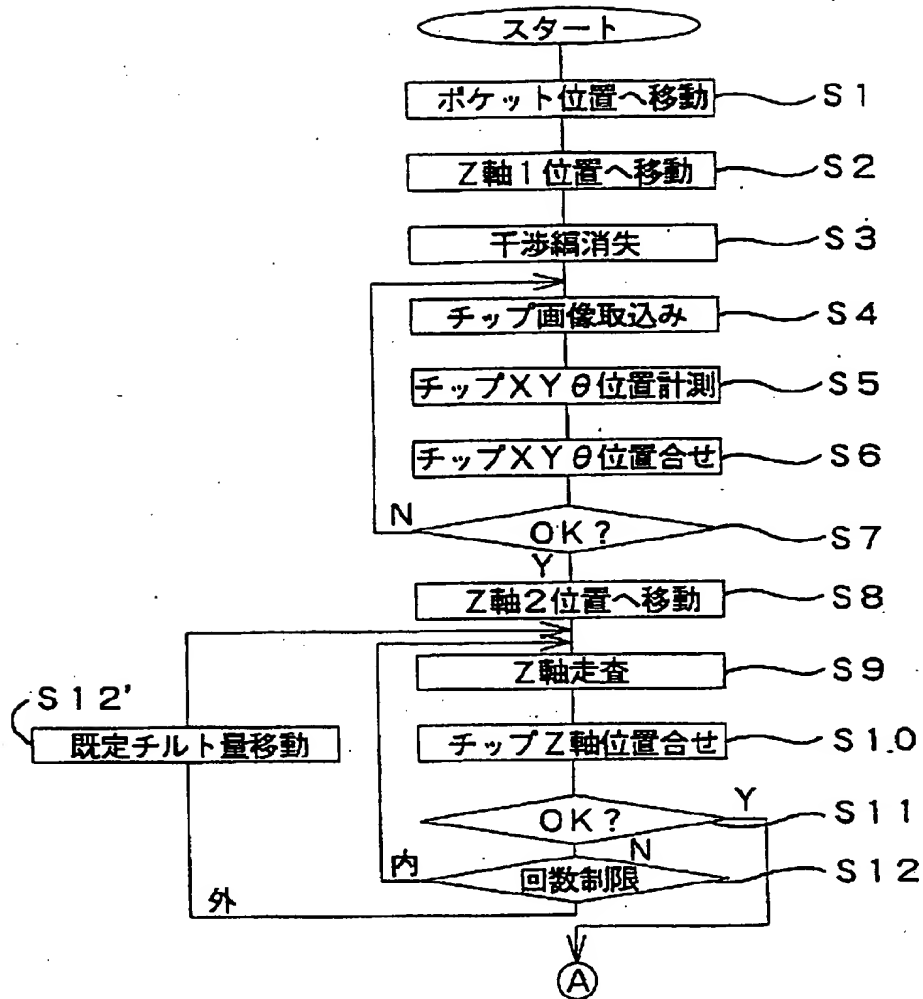 スタート
ポケット位置へ移動 S1
Z軸1位置へ移動 S2
干渉縞消失 S3
チップ画像取込み S4
チップXYθ位置計測 S5
チップXYθ位置合せ S6
N OK? S7
Y
Z軸2位置へ移動 S8
Z軸走査 S9
S12'
既定チルト量移動
チップZ軸位置合せ S10
OK? Y S11
N
内 回数制限 S12
外
A